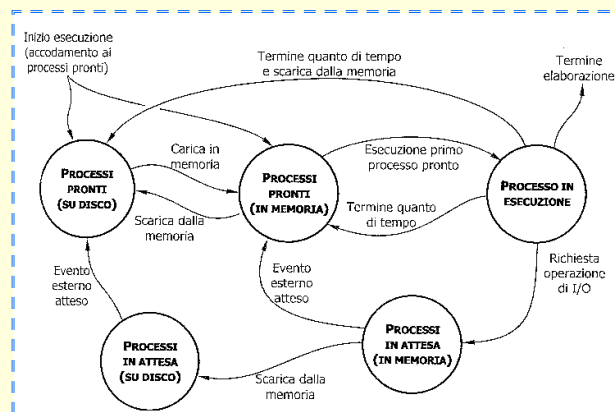 Inizio esecuzione
(accodamento ai
processi pronti)
Termine quanto di tempo
e scarica dalla memoria
Termine
elaborazione
Carica in
memoria
Esecuzione primo
processo pronto
PROCESSI
PRONTI
(SU DISCO)
PROCESSI
PRONTI
(IN MEMORIA)
PROCESSO IN
ESECUZIONE
Scarica dalla
memoria
Termine quanto
di tempo
Evento
esterno
atteso
Evento
esterno
atteso
Richiesta
operazione
di I/O
PROCESSI
IN ATTESA
(SU DISCO)
PROCESSI
IN ATTESA
(IN MEMORIA)
Scarica dalla
memoria